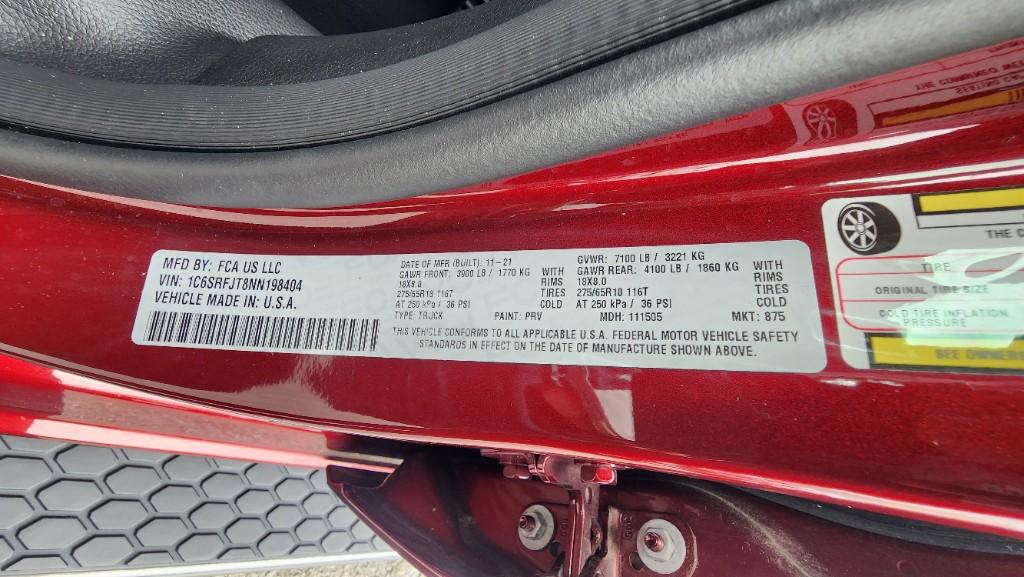 MFD BY: FCA US LLC
VIN: 1C6SRFJT8NN198404
VEHICLE MADE IN: U.S.A.
DATE OF MFR (BUILT): 11-21
GVWR: 7100 LB / 3221 KG
GAWR FRONT: 3900 LB / 1770 KG WITH
GAWR REAR: 4100 LB / 1860 KG WITH
18X8.0 RIMS
18X8.0 RIMS
275/65R18 116T TIRES
275/65R18 116T TIRES
AT 250 kPa / 36 PSI COLD
AT 250 kPa / 36 PSI COLD
TYPE: TRUCK PAINT: PRV MDH: 111505 MKT: 875
THIS VEHICLE CONFORMS TO ALL APPLICABLE U.S.A. FEDERAL MOTOR VEHICLE SAFETY
STANDARDS IN EFFECT ON THE DATE OF MANUFACTURE SHOWN ABOVE.
THE C
TIRE
ORIGINAL TIRE SIZE
COLD TIRE INFLATION
PRESSURE
SEE OWNERS